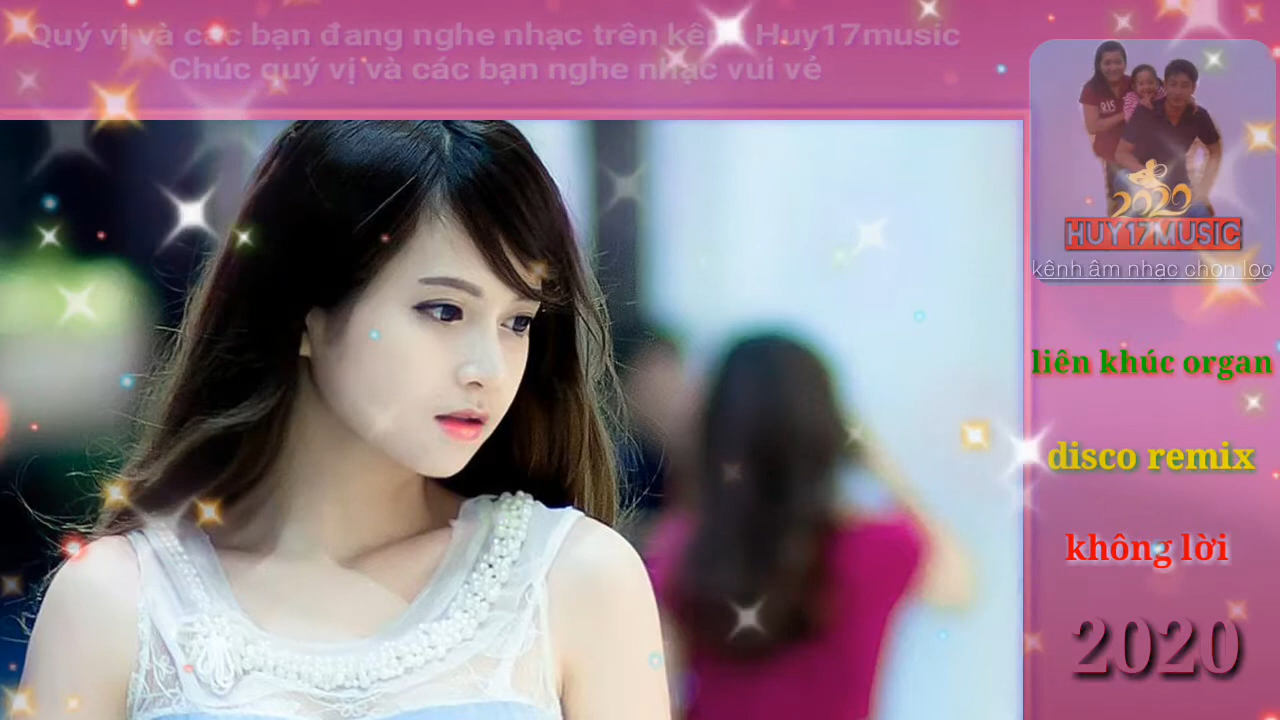 Quý vị và các bạn đang nghe nhạc trên kênh Huy17music
Chúc quý vị và các bạn nghe nhạc vui vẻ
2020
HUY17MUSIC
kênh âm nhạc chọn lọc
liên khúc organ
disco remix
không lời
2020